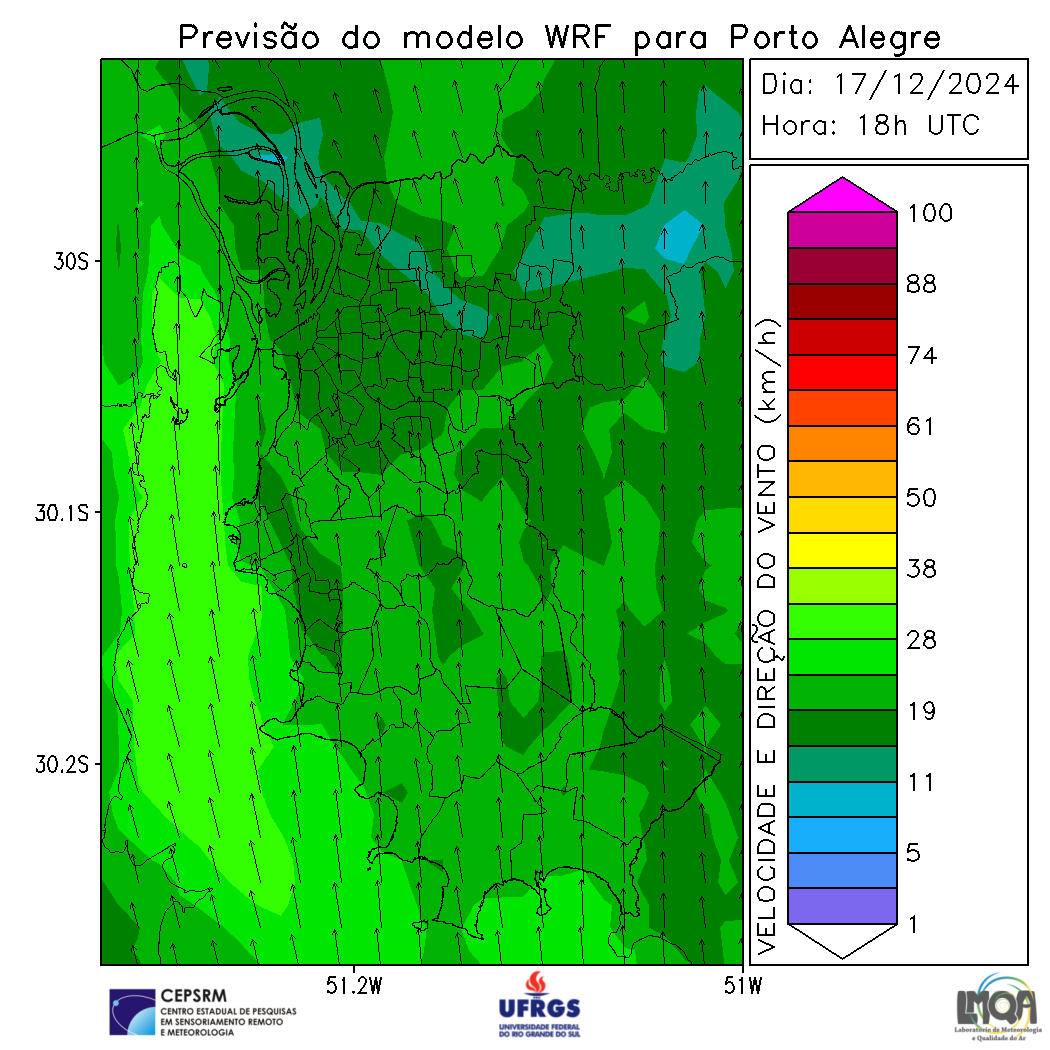 Previsão do modelo WRF para Porto Alegre
Dia: 17/12/2024
Hora: 18h UTC
30S
30.1S
30.2S
51.2W
51W
VELOCIDADE E DIREÇÃO DO VENTO (km/h)
100
88
74
61
50
38
28
19
11
5
1
CEPSRM
CENTRO ESTADUAL DE PESQUISAS
EM SENSORIAMENTO REMOTO
E METEOROLOGIA
UFRGS
UNIVERSIDADE FEDERAL
DO RIO GRANDE DO SUL
LMQA
Laboratório de Meteorologia
e Qualidade do Ar